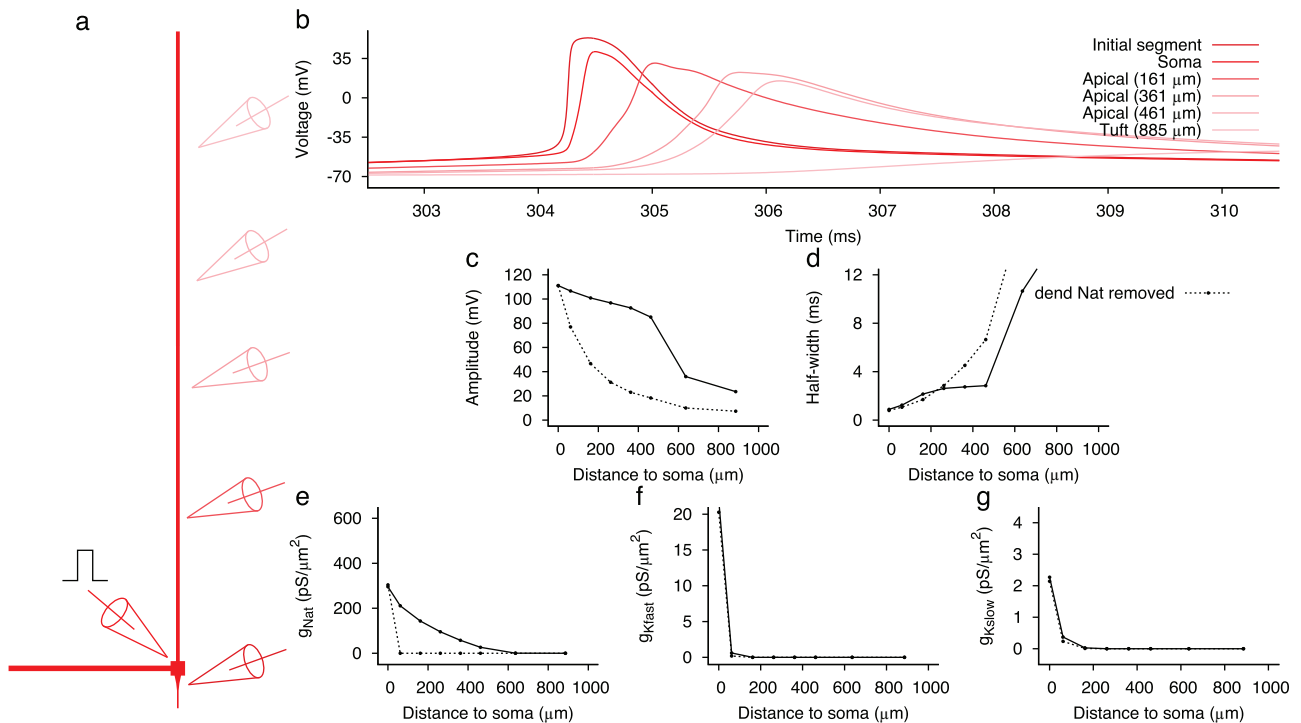 a
b
Voltage (mV)
35
0
-35
-70
Initial segment
Soma
Apical (161 μm)
Apical (361 μm)
Apical (461 μm)
Tuft (885 μm)
303 304 305 306 307 308 309 310
Time (ms)
c
Amplitude (mV)
120
100
80
60
40
20
0
0 200 400 600 800 1000
Distance to soma (μm)
d
Half-width (ms)
12
8
4
0
dend Nat removed
0 200 400 600 800 1000
Distance to soma (μm)
e
gNat (pS/μm²)
600
400
200
0
0 200 400 600 800 1000
Distance to soma (μm)
f
gKfast (pS/μm²)
20
15
10
5
0
0 200 400 600 800 1000
Distance to soma (μm)
g
gKslow (pS/μm²)
4
3
2
1
0
0 200 400 600 800 1000
Distance to soma (μm)